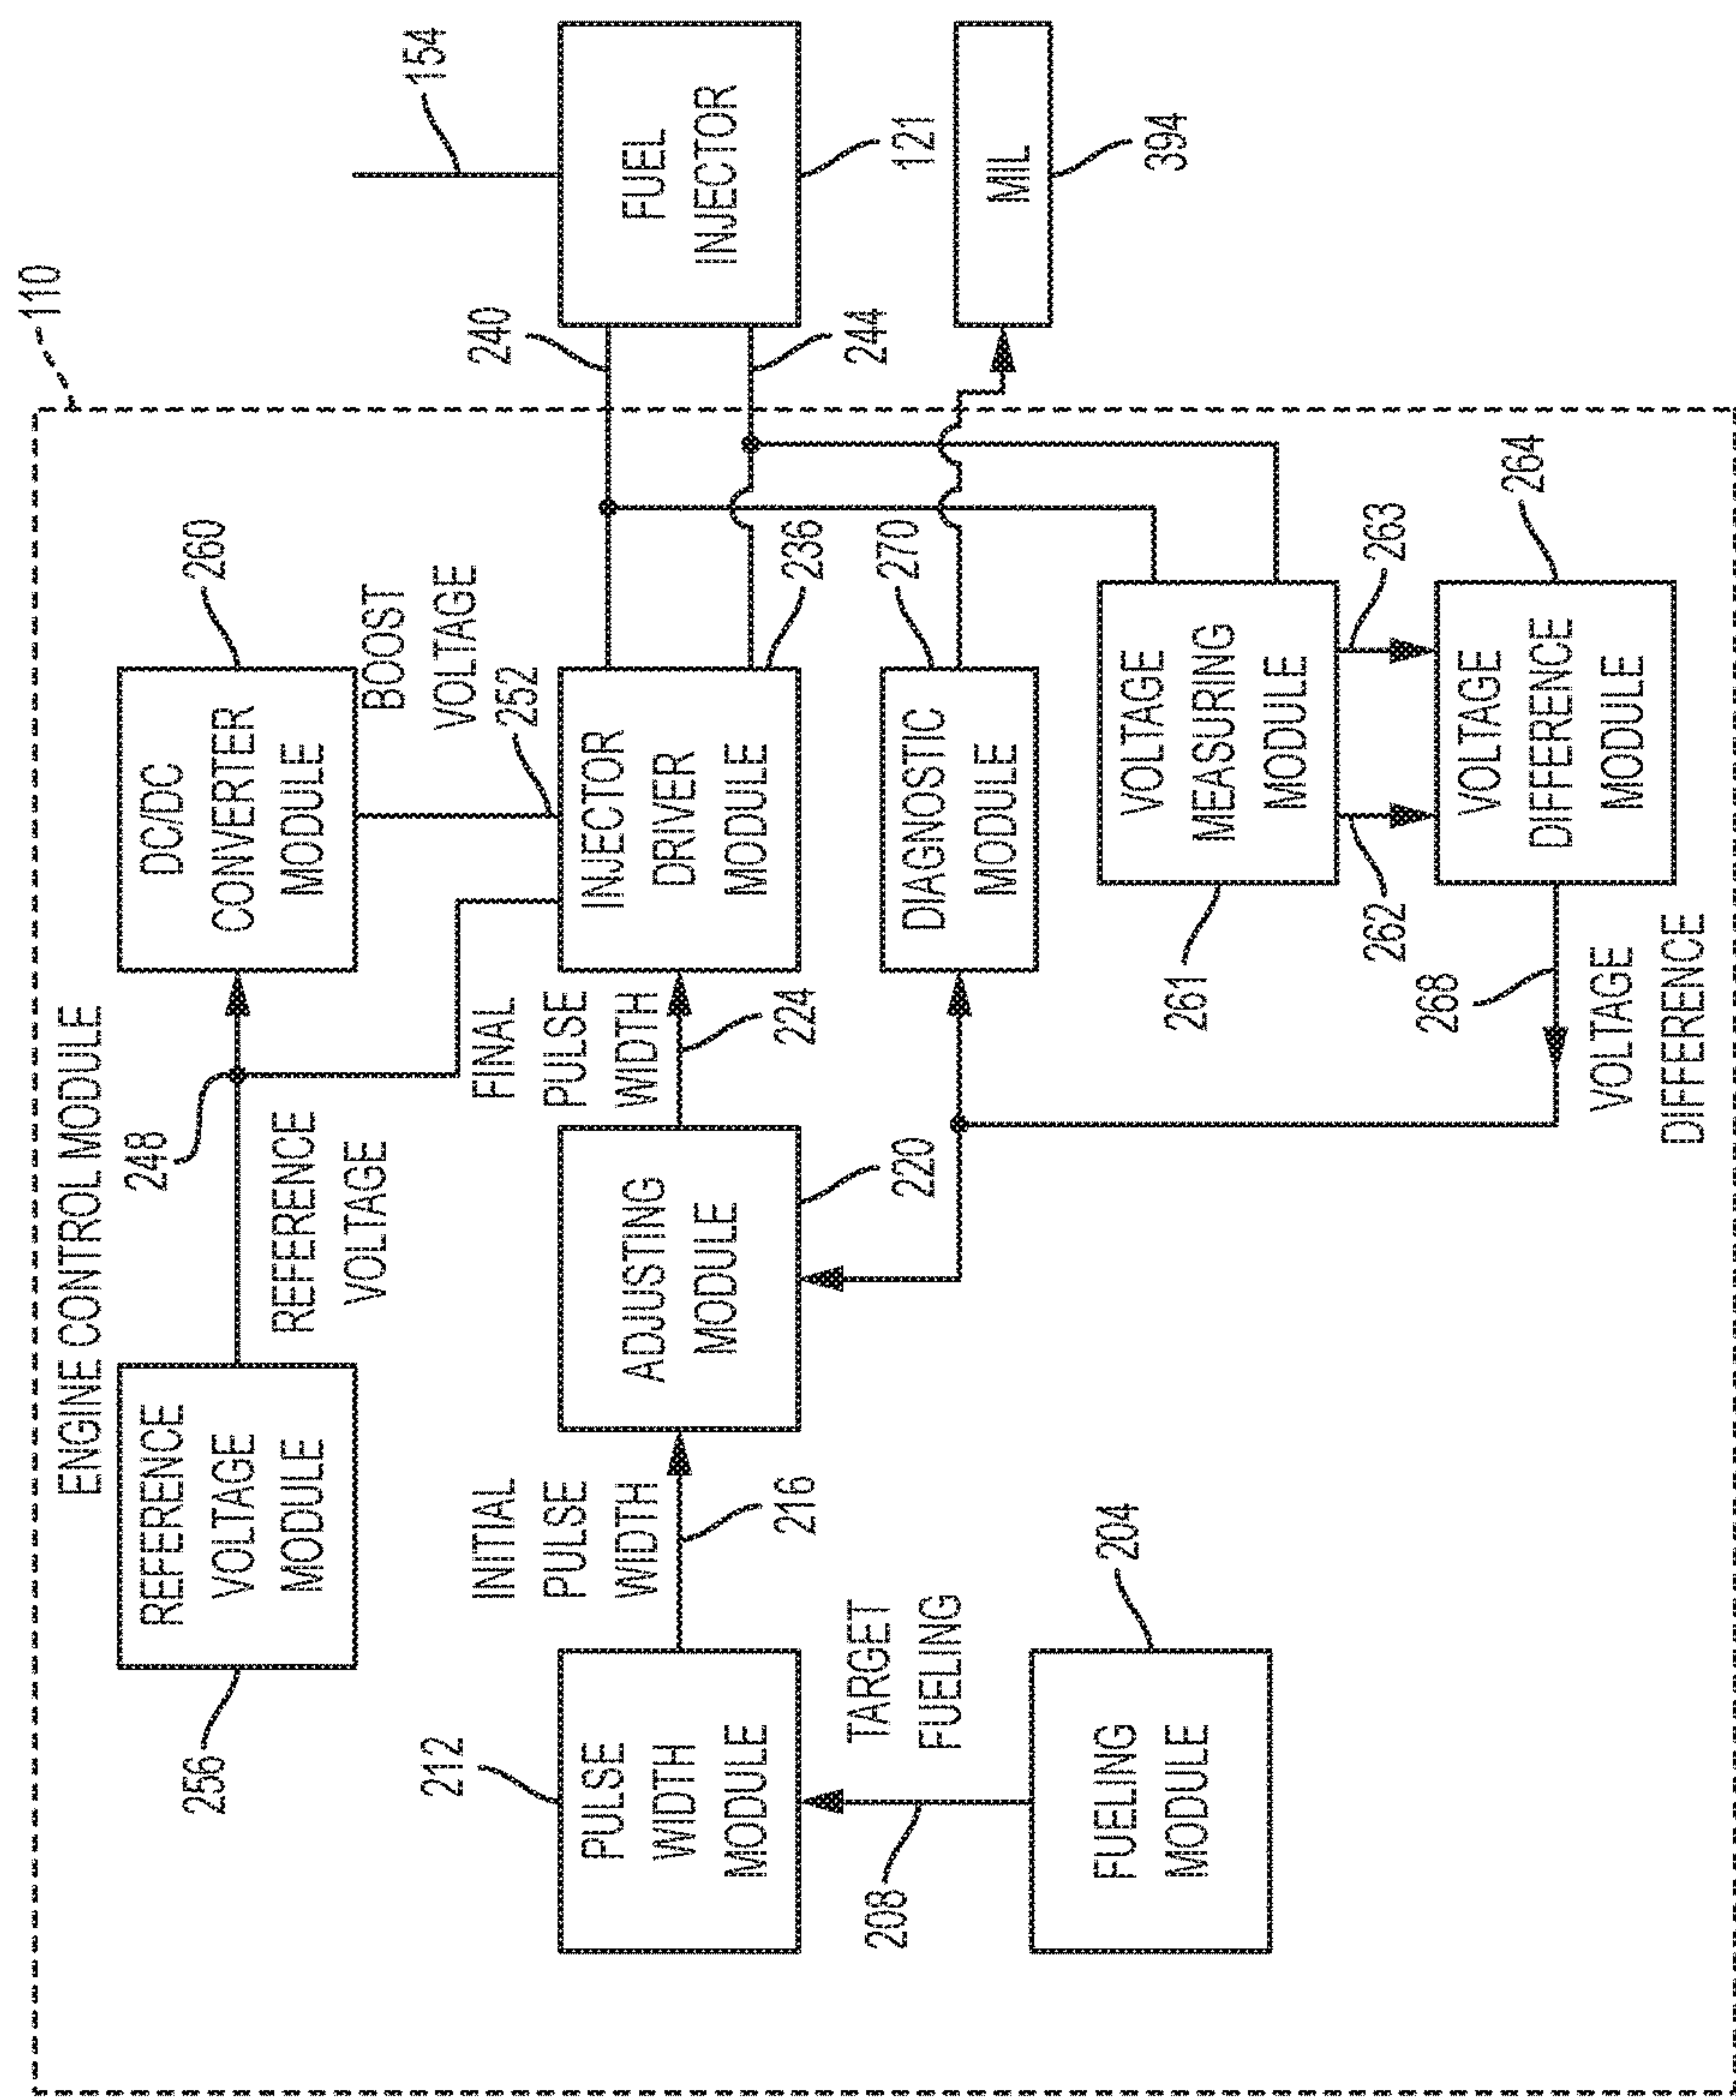 110
ENGINE CONTROL MODULE
REFERENCE
VOLTAGE
MODULE
256
REFERENCE
VOLTAGE
248
DC/DC
CONVERTER
MODULE
260
BOOST
VOLTAGE
252
154
212
PULSE
WIDTH
MODULE
INITIAL
PULSE
WIDTH
216
ADJUSTING
MODULE
220
FINAL
PULSE
WIDTH
224
INJECTOR
DRIVER
MODULE
236
240
244
FUEL
INJECTOR
121
208
TARGET
FUELING
FUELING
MODULE
204
DIAGNOSTIC
MODULE
270
MIL
394
VOLTAGE
MEASURING
MODULE
261
262
263
VOLTAGE
DIFFERENCE
MODULE
264
268
VOLTAGE
DIFFERENCE